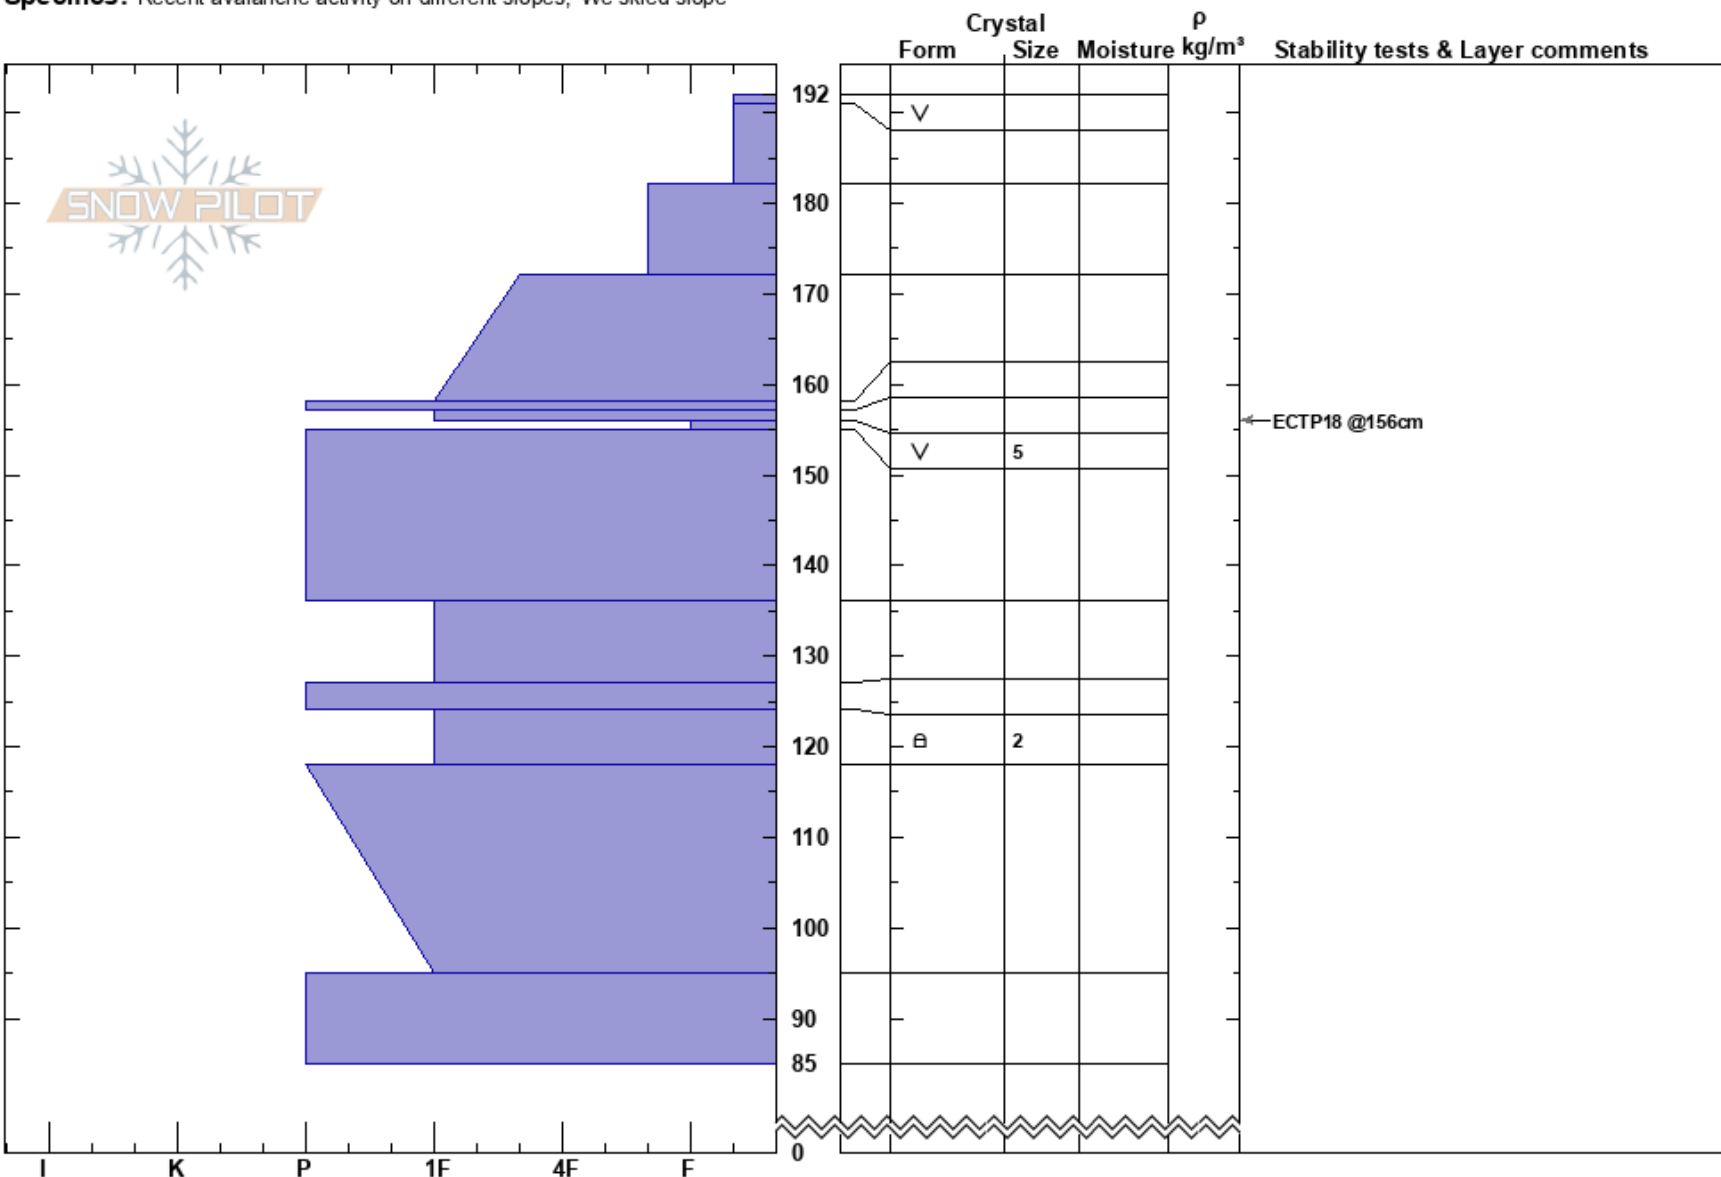 Specifics: Recent avalanche activity on different slopes; We skied slope
Crystal ρ
Form Size Moisture kg/m³ Stability tests & Layer comments
SNOW PILOT
192
180
170
160
ECTP18 @156cm
5
150
140
130
2
120
110
100
90
85
0
I K P 1F 4F F